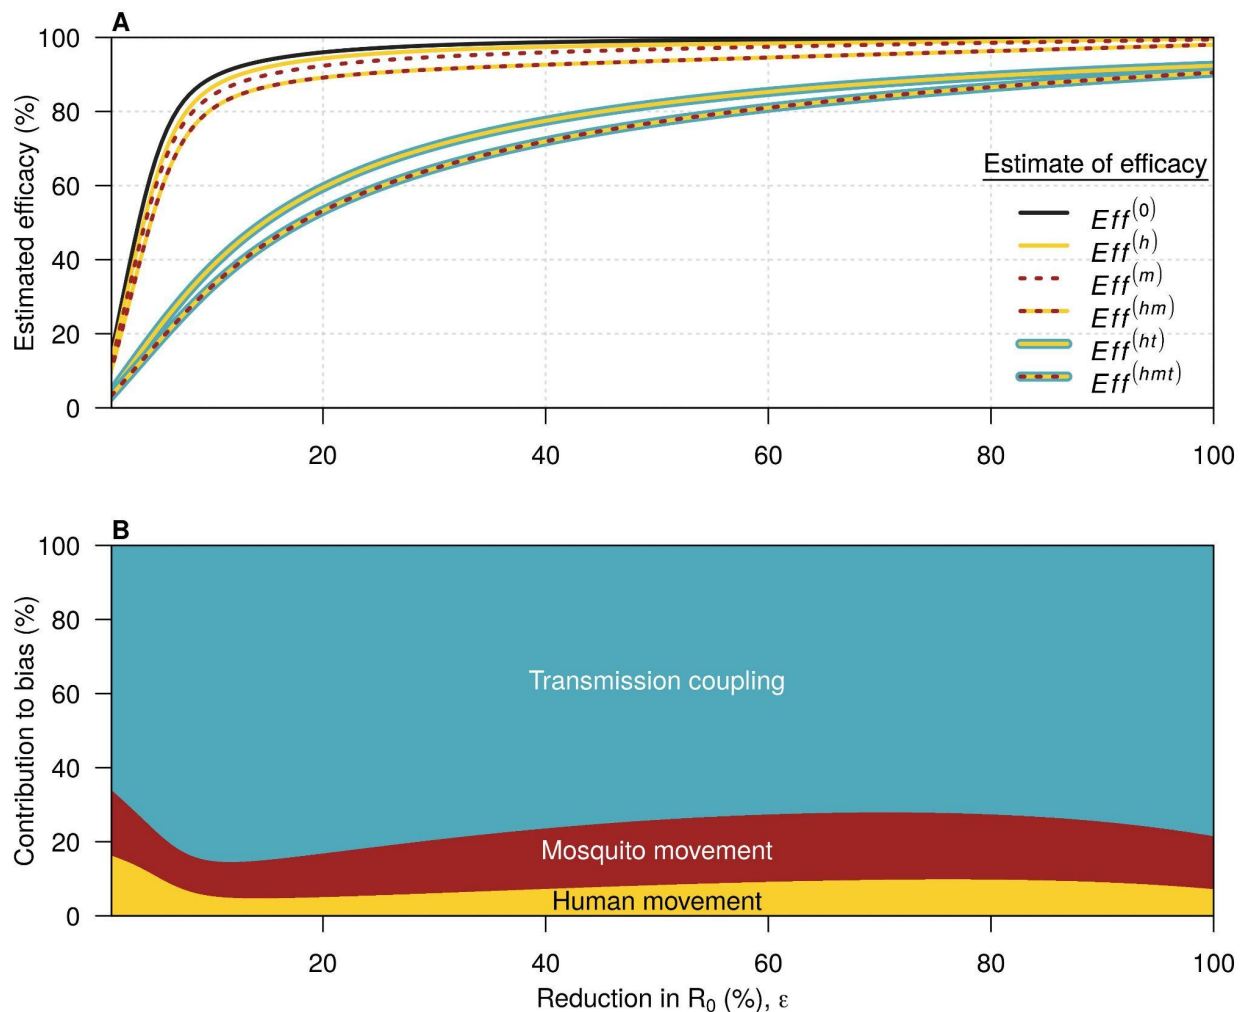 A
100
80
60
40
20
0
Estimated efficacy (%)
Estimate of efficacy
Eff^(0)
Eff^(h)
Eff^(m)
Eff^(hm)
Eff^(ht)
Eff^(hmt)
20 40 60 80 100
B
100
80
60
40
20
0
Contribution to bias (%)
Transmission coupling
Mosquito movement
Human movement
20 40 60 80 100
Reduction in R₀ (%), ε